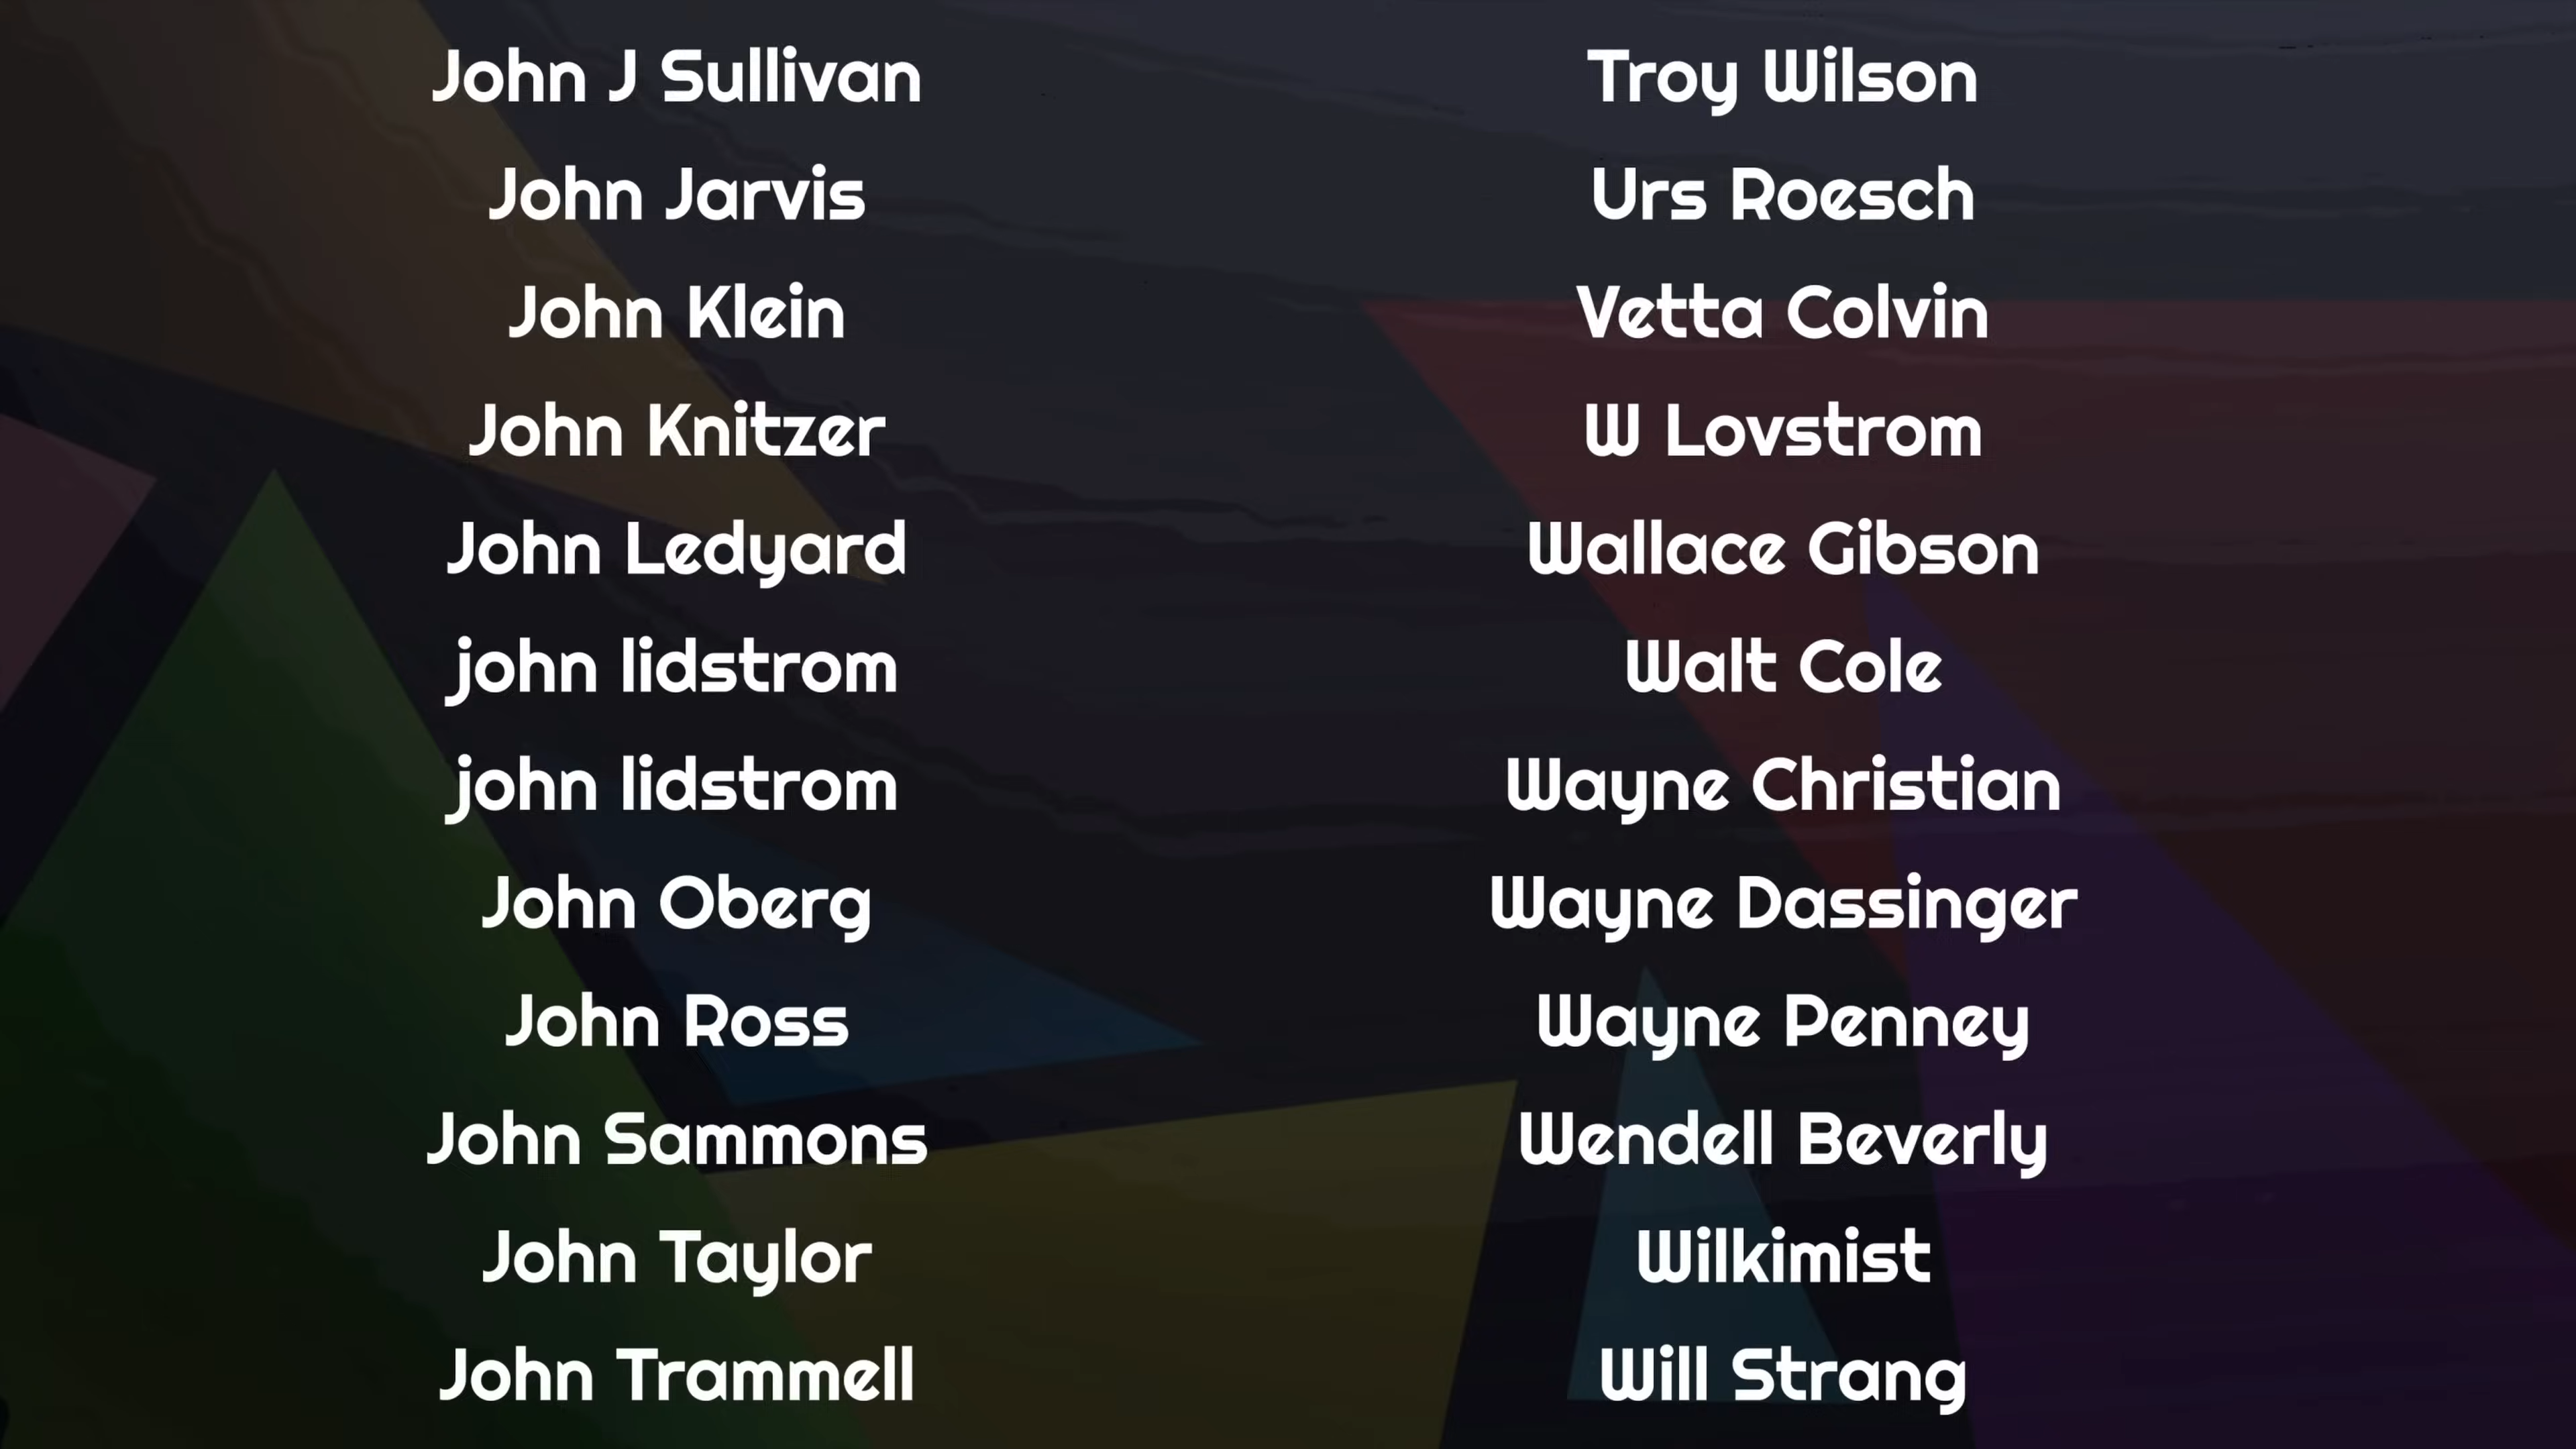 John J Sullivan
John Jarvis
John Klein
John Knitzer
John Ledyard
john lidstrom
john lidstrom
John Oberg
John Ross
John Sammons
John Taylor
John Trammell
Troy Wilson
Urs Roesch
Vetta Colvin
W Lovstrom
Wallace Gibson
Walt Cole
Wayne Christian
Wayne Dassinger
Wayne Penney
Wendell Beverly
Wilkimist
Will Strang